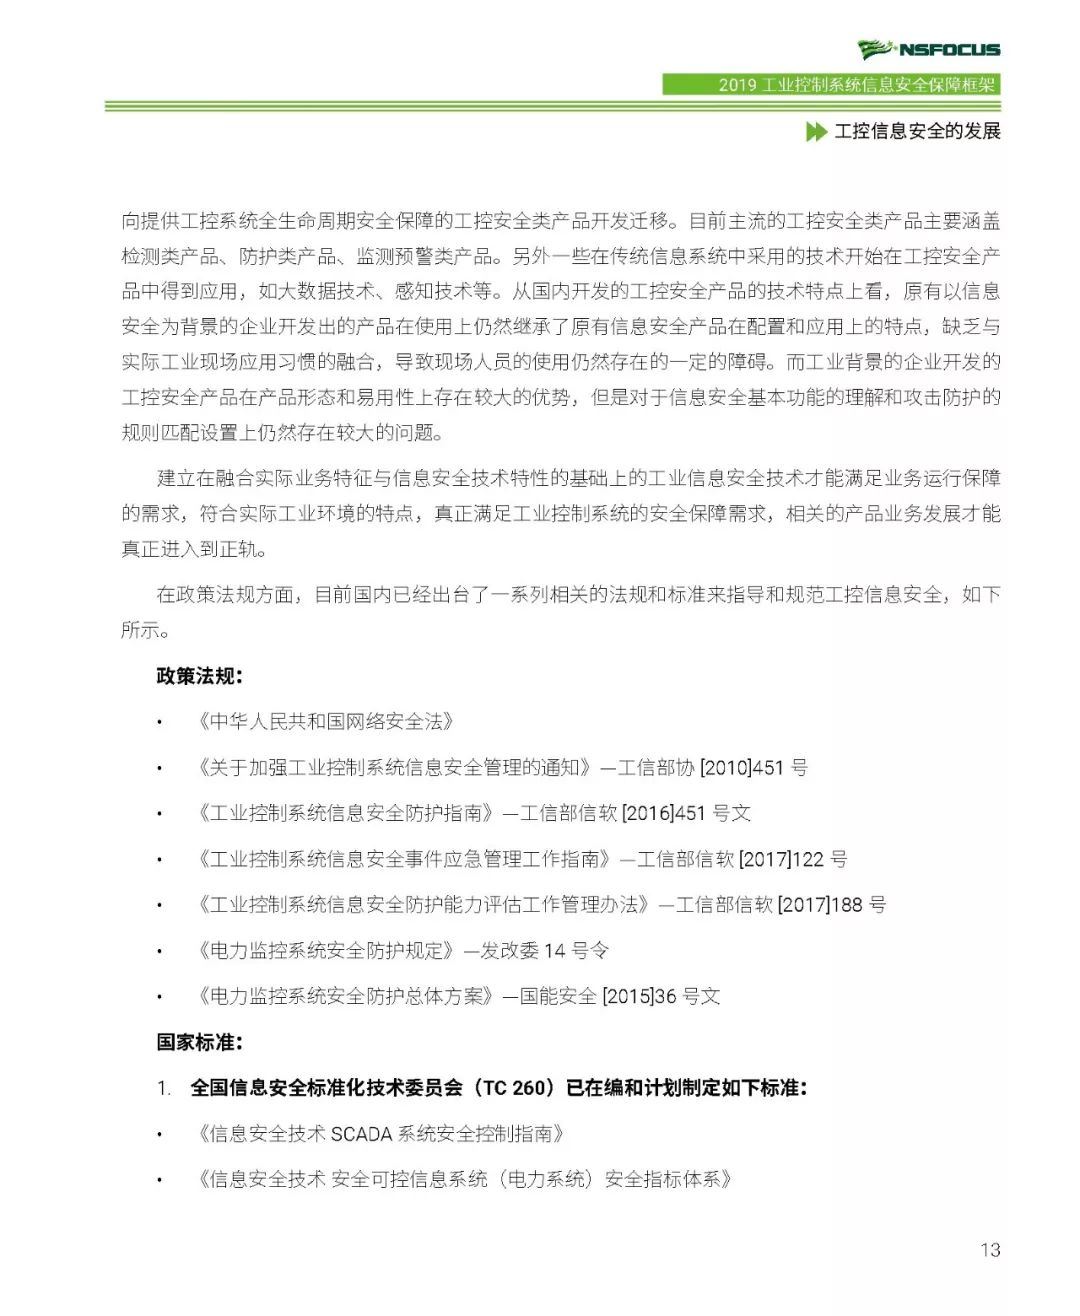 NSFOCUS
2019 工业控制系统信息安全保障框架
工控信息安全的发展
向提供工控系统全生命周期安全保障的工控安全类产品开发迁移。目前主流的工控安全类产品主要涵盖
检测类产品、防护类产品、监测预警类产品。另外一些在传统信息系统中采用的技术开始在工控安全产
品中得到应用，如大数据技术、感知技术等。从国内开发的工控安全产品的技术特点上看，原有以信息
安全为背景的企业开发出的产品在使用上仍然继承了原有信息安全产品在配置和应用上的特点，缺乏与
实际工业现场应用习惯的融合，导致现场人员的使用仍然存在的一定的障碍。而工业背景的企业开发的
工控安全产品在产品形态和易用性上存在较大的优势，但是对于信息安全基本功能的理解和攻击防护的
规则匹配设置上仍然存在较大的问题。
建立在融合实际业务特征与信息安全技术特性的基础上的工业信息安全技术才能满足业务运行保障
的需求，符合实际工业环境的特点，真正满足工业控制系统的安全保障需求，相关的产品业务发展才能
真正进入到正轨。
在政策法规方面，目前国内已经出台了一系列相关的法规和标准来指导和规范工控信息安全，如下
所示。
政策法规：
• 《中华人民共和国网络安全法》
• 《关于加强工业控制系统信息安全管理的通知》—工信部协 [2010]451 号
• 《工业控制系统信息安全防护指南》—工信部信软 [2016]451 号文
• 《工业控制系统信息安全事件应急管理工作指南》—工信部信软 [2017]122 号
• 《工业控制系统信息安全防护能力评估工作管理办法》—工信部信软 [2017]188 号
• 《电力监控系统安全防护规定》—发改委 14 号令
• 《电力监控系统安全防护总体方案》—国能安全 [2015]36 号文
国家标准：
1. 全国信息安全标准化技术委员会（TC 260）已在编和计划制定如下标准：
• 《信息安全技术 SCADA 系统安全控制指南》
• 《信息安全技术 安全可控信息系统（电力系统）安全指标体系》
13